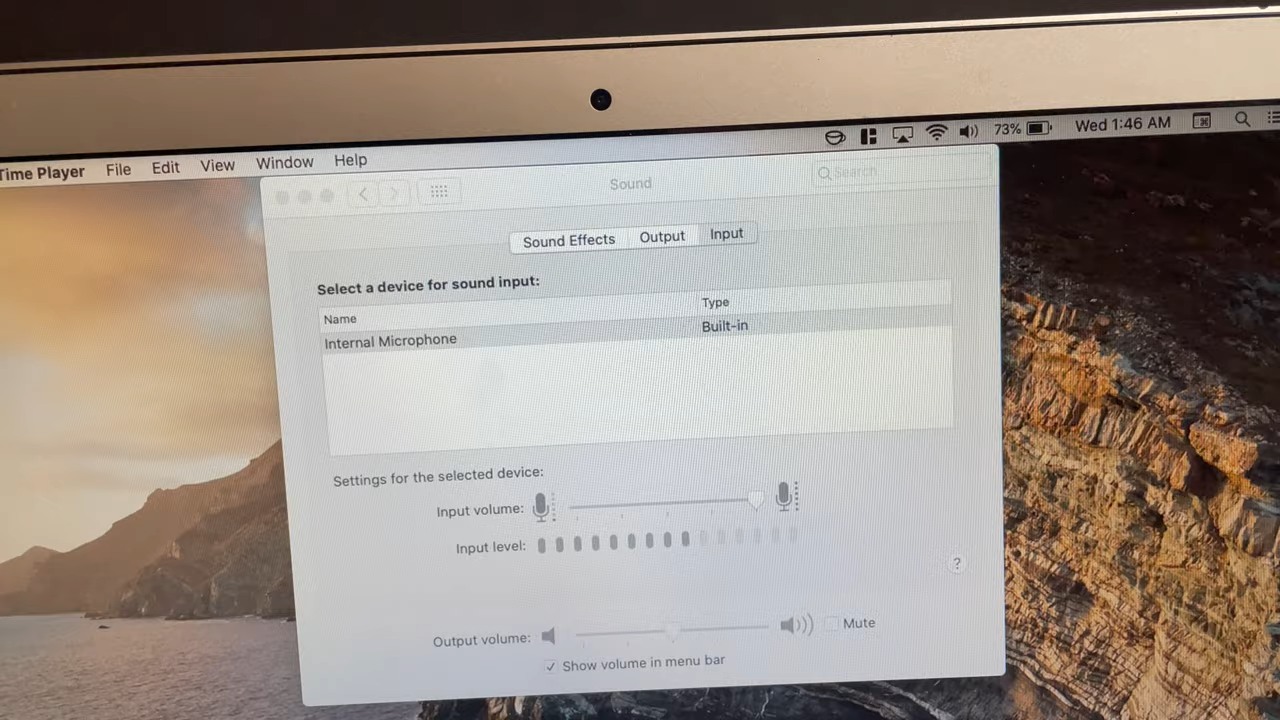 Time Player File Edit View Window Help 73% Wed 1:46 AM
Sound
Search
Sound Effects Output Input
Select a device for sound input:
Name Type
Internal Microphone Built-in
Settings for the selected device:
Input volume:
Input level:
?
Output volume: Mute
Show volume in menu bar